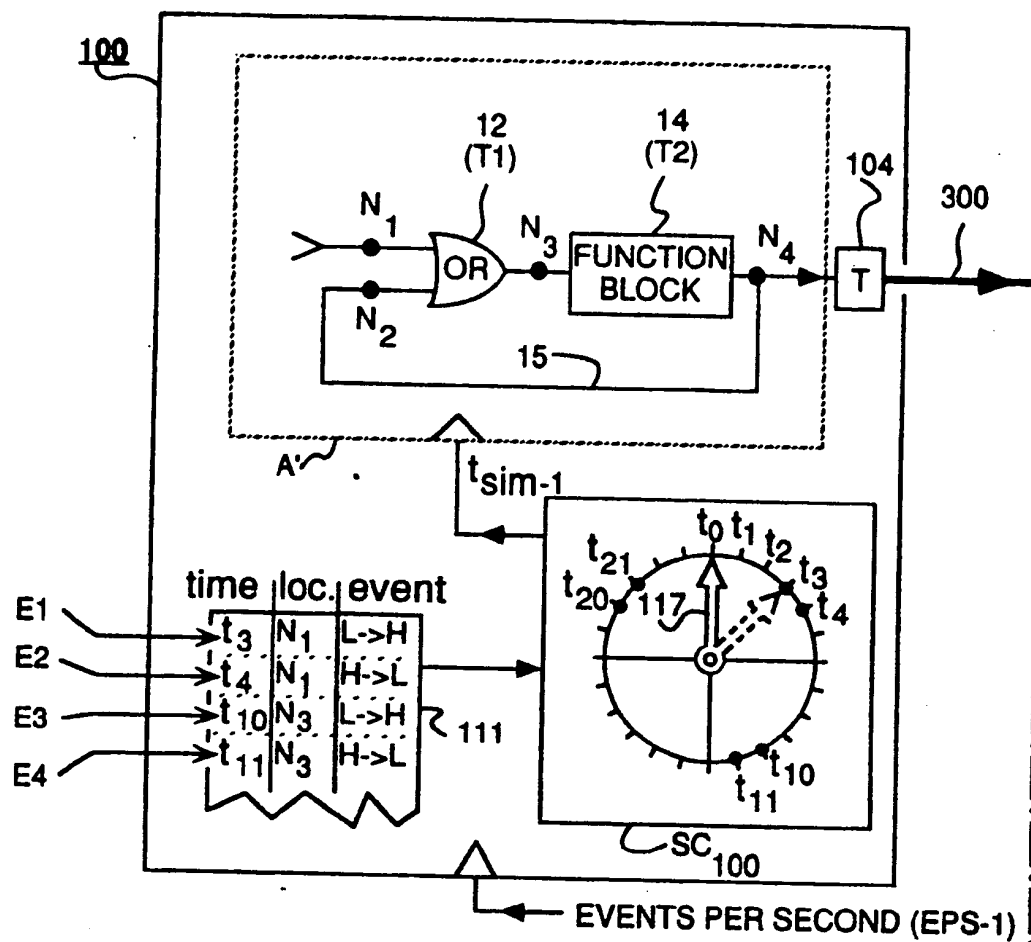 100
12
(T1)
14
(T2)
104
300
N1
N3
N4
OR
FUNCTION
BLOCK
T
N2
15
A'
tsim-1
t0
t1
t2
t3
t4
t21
t20
117
t10
t11
time loc. event
E1 t3 N1 L->H
E2 t4 N1 H->L
E3 t10 N3 L->H
E4 t11 N3 H->L
111
SC100
EVENTS PER SECOND (EPS-1)